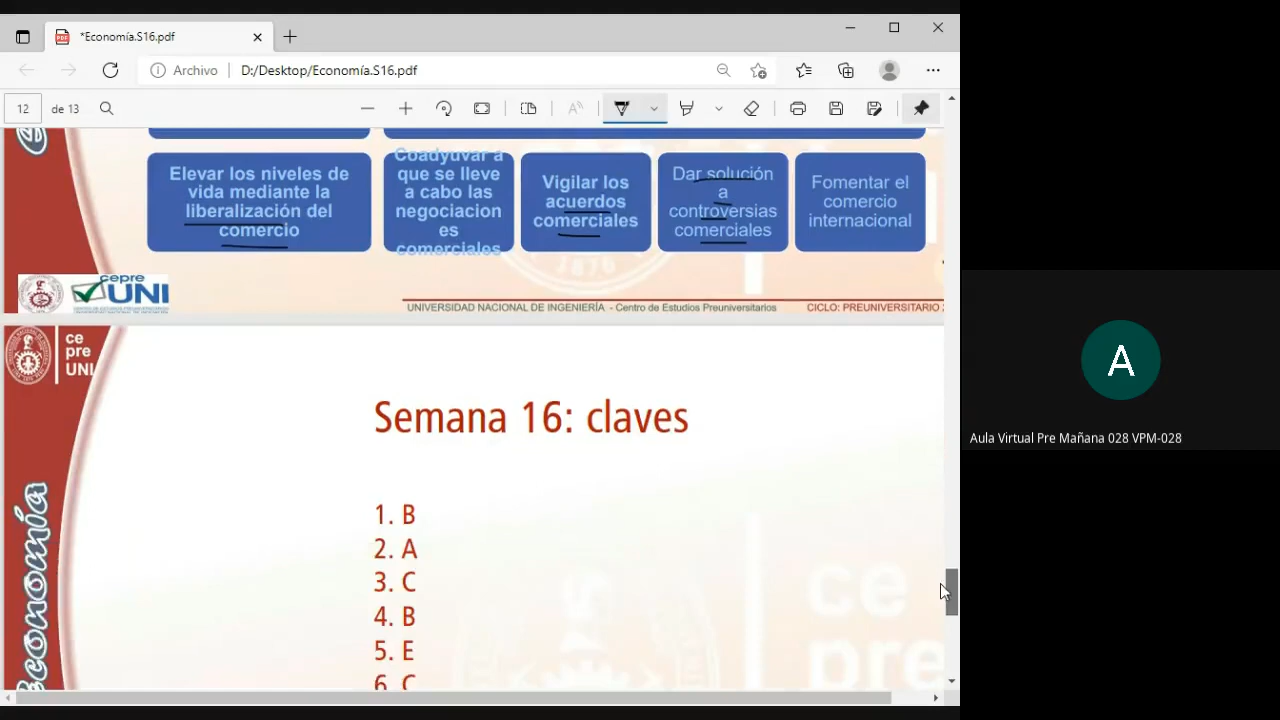 *Economía.S16.pdf
Archivo
D:/Desktop/Economía.S16.pdf
12
de 13
Elevar los niveles de
vida mediante la
liberalización del
comercio
Coadyuvar a
que se lleve
a cabo las
negociacion
es
comerciales
Vigilar los
acuerdos
comerciales
Dar solución
a
controversias
comerciales
Fomentar el
comercio
internacional
1876
cepre
UNI
UNIVERSIDAD NACIONAL DE INGENIERÍA - Centro de Estudios Preuniversitarios
CICLO: PREUNIVERSITARIO
ce
pre
UNI
Semana 16: claves
1. B
2. A
3. C
4. B
5. E
6. C
Economía
ce
pre
A
Aula Virtual Pre Mañana 028 VPM-028